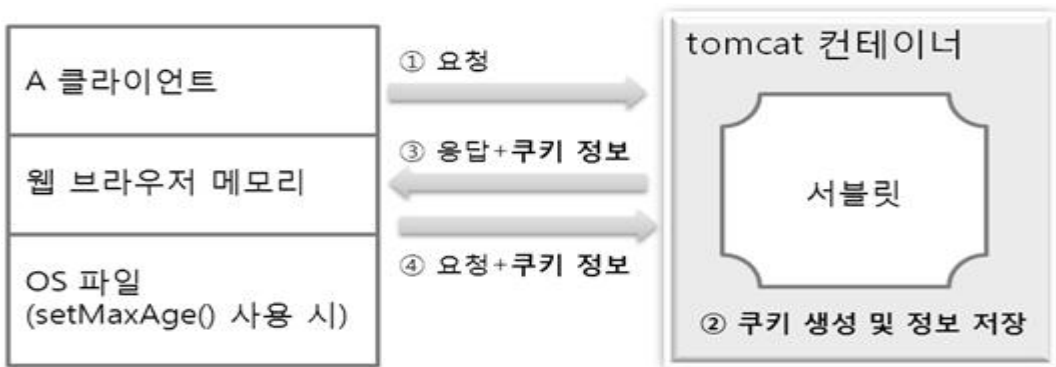 A 클라이언트
웹 브라우저 메모리
OS 파일
(setMaxAge() 사용 시)
① 요청
③ 응답+쿠키 정보
④ 요청+쿠키 정보
tomcat 컨테이너
서블릿
② 쿠키 생성 및 정보 저장